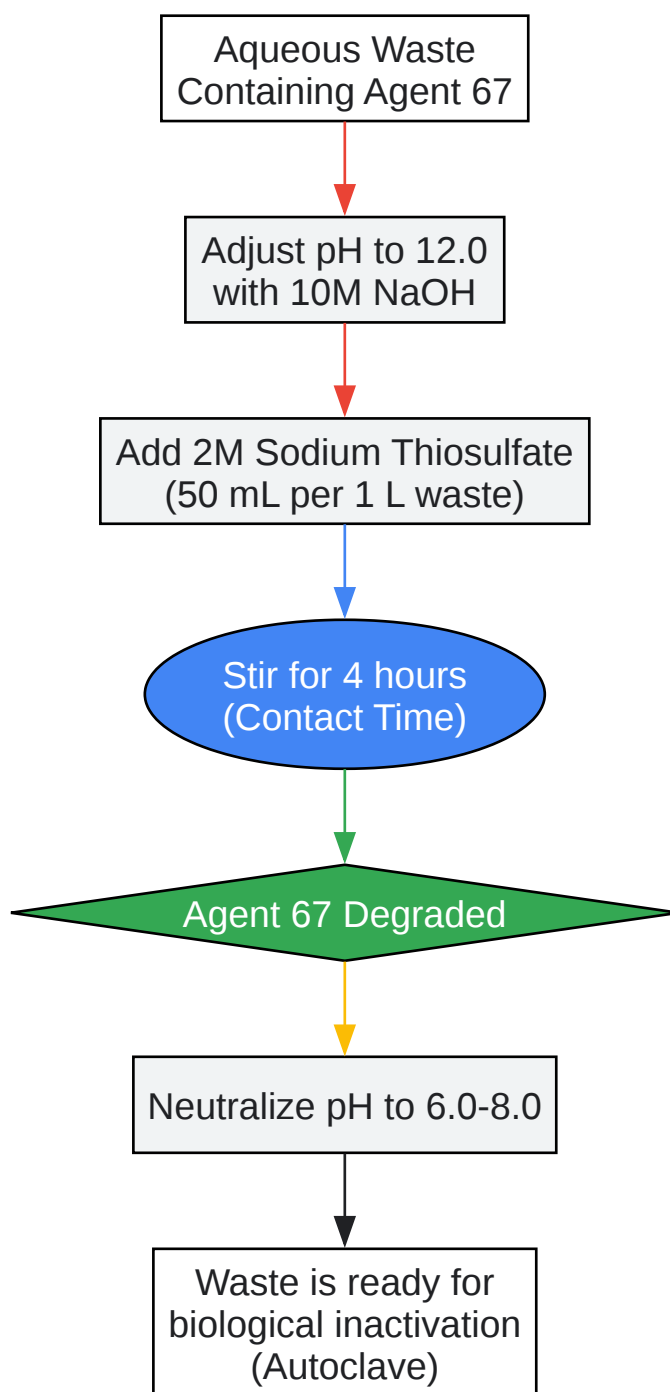 Aqueous Waste
Containing Agent 67
Adjust pH to 12.0
with 10M NaOH
Add 2M Sodium Thiosulfate
(50 mL per 1 L waste)
Stir for 4 hours
(Contact Time)
Agent 67 Degraded
Neutralize pH to 6.0-8.0
Waste is ready for
biological inactivation
(Autoclave)